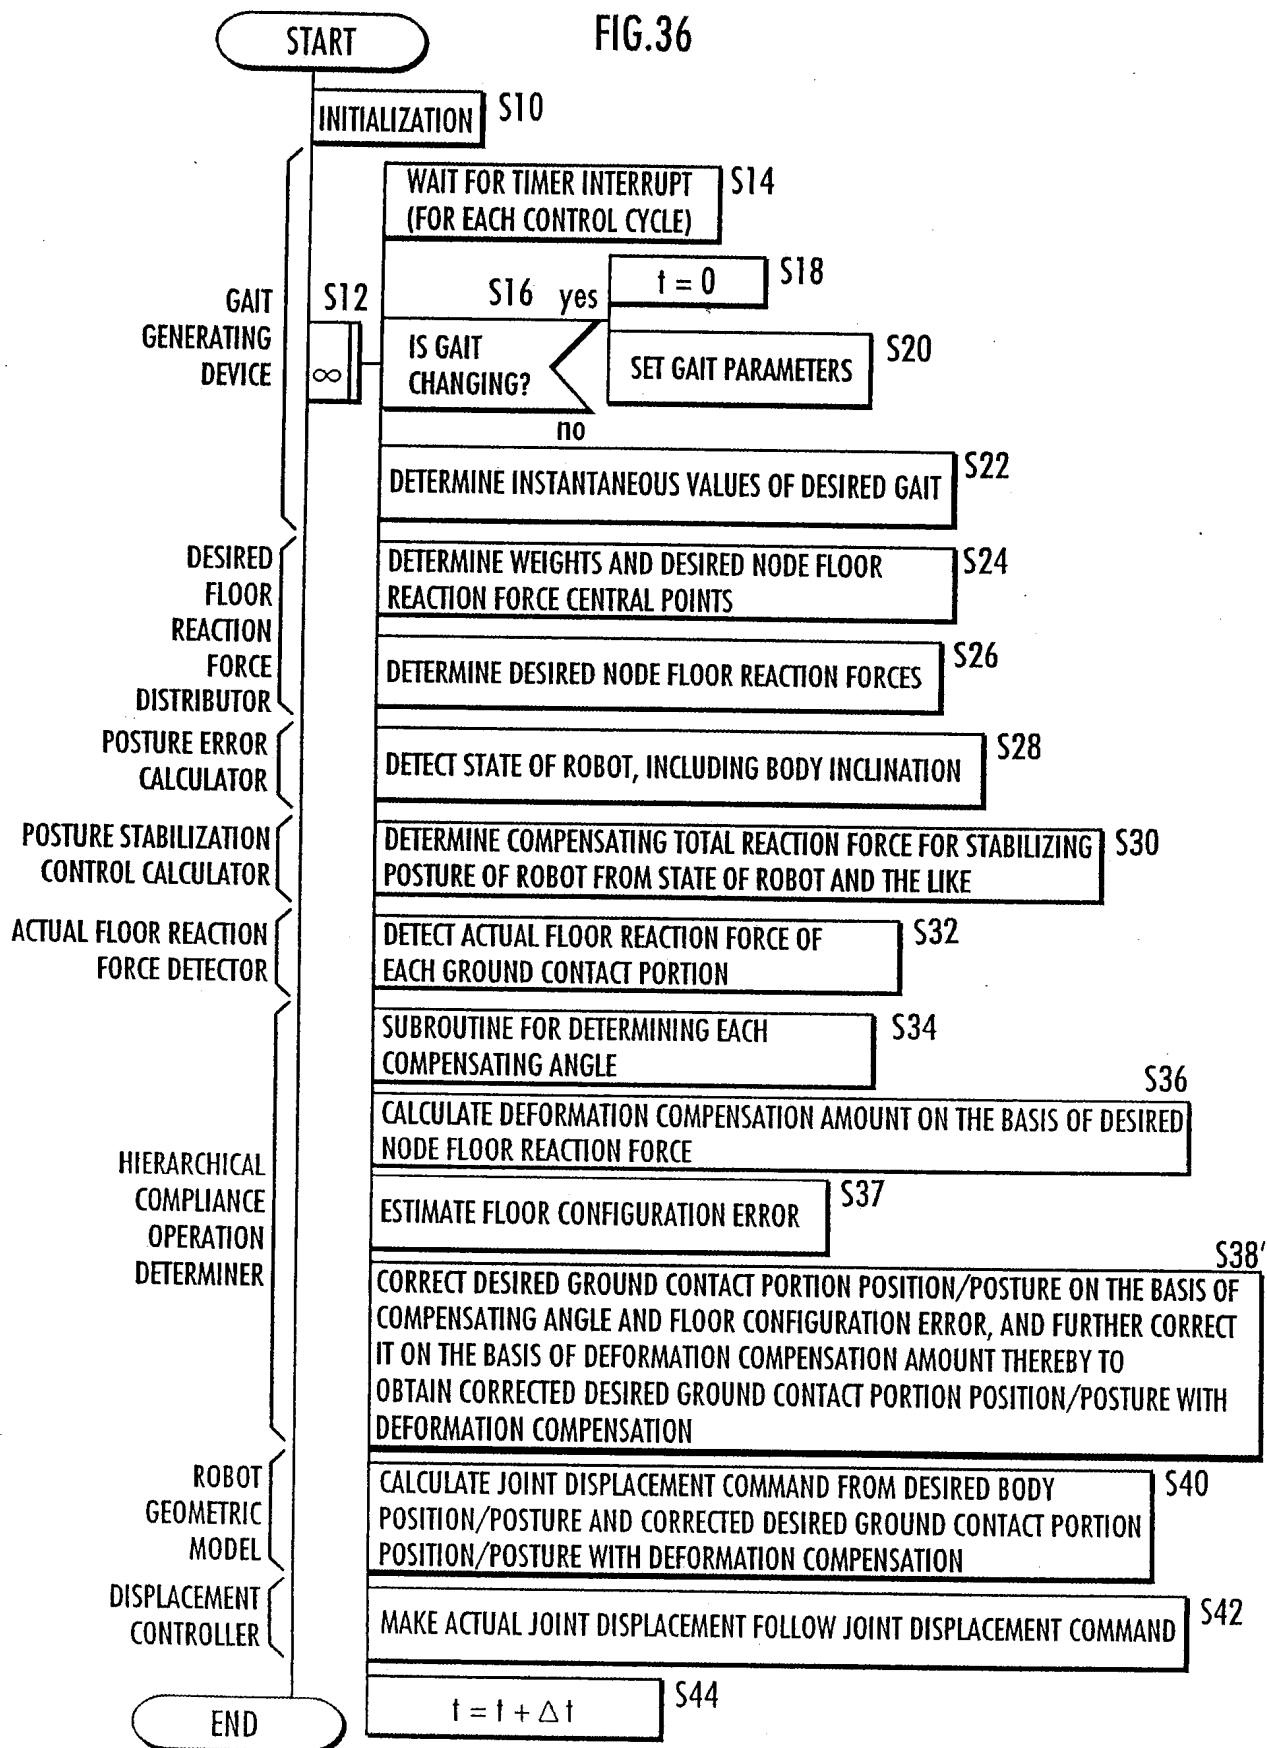 FIG.36
START
INITIALIZATION
S10
WAIT FOR TIMER INTERRUPT
(FOR EACH CONTROL CYCLE)
S14
GAIT
GENERATING
DEVICE
S12
∞
S16
yes
t = 0
S18
IS GAIT
CHANGING?
no
SET GAIT PARAMETERS
S20
DETERMINE INSTANTANEOUS VALUES OF DESIRED GAIT
S22
DESIRED
FLOOR
REACTION
FORCE
DISTRIBUTOR
DETERMINE WEIGHTS AND DESIRED NODE FLOOR
REACTION FORCE CENTRAL POINTS
S24
DETERMINE DESIRED NODE FLOOR REACTION FORCES
S26
POSTURE ERROR
CALCULATOR
DETECT STATE OF ROBOT, INCLUDING BODY INCLINATION
S28
POSTURE STABILIZATION
CONTROL CALCULATOR
DETERMINE COMPENSATING TOTAL REACTION FORCE FOR STABILIZING
POSTURE OF ROBOT FROM STATE OF ROBOT AND THE LIKE
S30
ACTUAL FLOOR REACTION
FORCE DETECTOR
DETECT ACTUAL FLOOR REACTION FORCE OF
EACH GROUND CONTACT PORTION
S32
HIERARCHICAL
COMPLIANCE
OPERATION
DETERMINER
SUBROUTINE FOR DETERMINING EACH
COMPENSATING ANGLE
S34
S36
CALCULATE DEFORMATION COMPENSATION AMOUNT ON THE BASIS OF DESIRED
NODE FLOOR REACTION FORCE
ESTIMATE FLOOR CONFIGURATION ERROR
S37
S38'
CORRECT DESIRED GROUND CONTACT PORTION POSITION/POSTURE ON THE BASIS OF
COMPENSATING ANGLE AND FLOOR CONFIGURATION ERROR, AND FURTHER CORRECT
IT ON THE BASIS OF DEFORMATION COMPENSATION AMOUNT THEREBY TO
OBTAIN CORRECTED DESIRED GROUND CONTACT PORTION POSITION/POSTURE WITH
DEFORMATION COMPENSATION
ROBOT
GEOMETRIC
MODEL
CALCULATE JOINT DISPLACEMENT COMMAND FROM DESIRED BODY
POSITION/POSTURE AND CORRECTED DESIRED GROUND CONTACT PORTION
POSITION/POSTURE WITH DEFORMATION COMPENSATION
S40
DISPLACEMENT
CONTROLLER
MAKE ACTUAL JOINT DISPLACEMENT FOLLOW JOINT DISPLACEMENT COMMAND
S42
t = t + Δt
S44
END